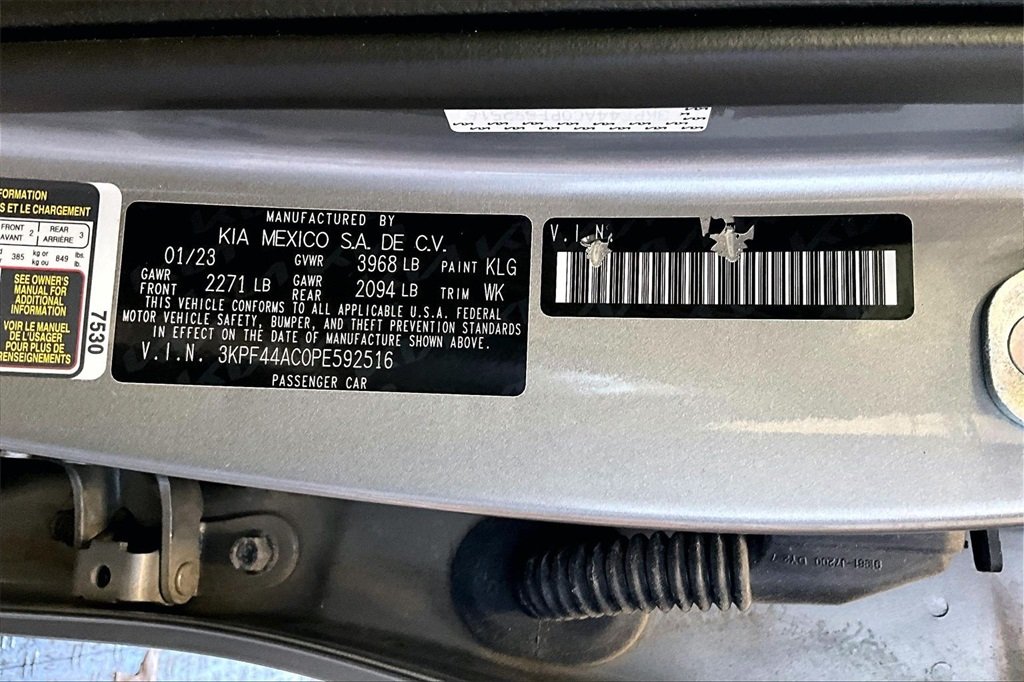 FORMATION
S ET LE CHARGEMENT
FRONT 2 REAR 3
AVANT ARRIÈRE
385 kg ou 849 lbs.
SEE OWNER'S
MANUAL FOR
ADDITIONAL
INFORMATION
VOIR LE MANUEL
DE L'USAGER
POUR PLUS DE
RENSEIGNEMENTS
7530
MANUFACTURED BY
KIA MEXICO S.A. DE C.V.
01/23 GVWR 3968 LB PAINT KLG
GAWR FRONT 2271 LB GAWR REAR 2094 LB TRIM WK
THIS VEHICLE CONFORMS TO ALL APPLICABLE U.S.A. FEDERAL
MOTOR VEHICLE SAFETY, BUMPER, AND THEFT PREVENTION STANDARDS
IN EFFECT ON THE DATE OF MANUFACTURE SHOWN ABOVE.
V.I.N. 3KPF44AC0PE592516
PASSENGER CAR
V.I.N.